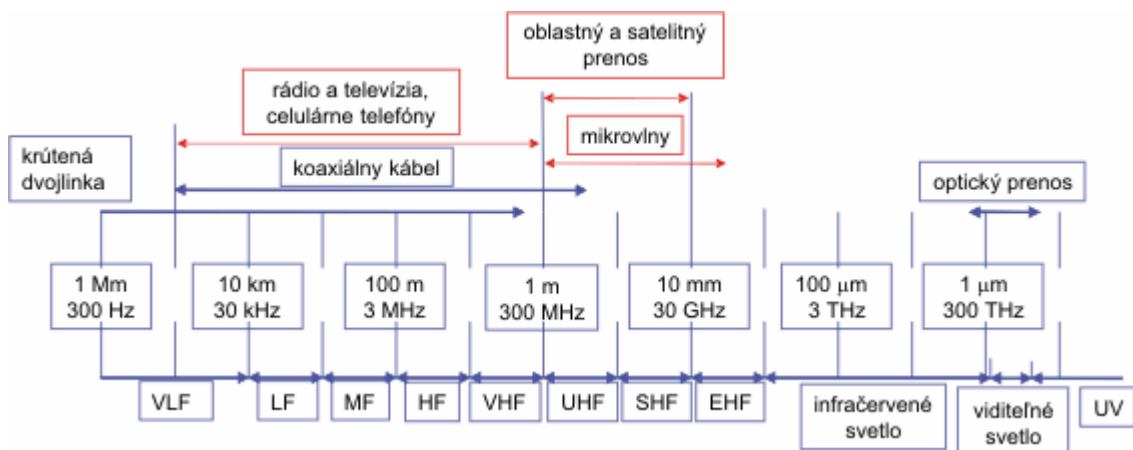 oblastný a satelitný
prenos
rádio a televízia,
celulárne telefóny
mikrovlny
krútená
dvojlinka
koaxiálny kábel
optický prenos
1 Mm
300 Hz
10 km
30 kHz
100 m
3 MHz
1 m
300 MHz
10 mm
30 GHz
100 μm
3 THz
1 μm
300 THz
VLF
LF
MF
HF
VHF
UHF
SHF
EHF
infračervené
svetlo
viditeľné
svetlo
UV